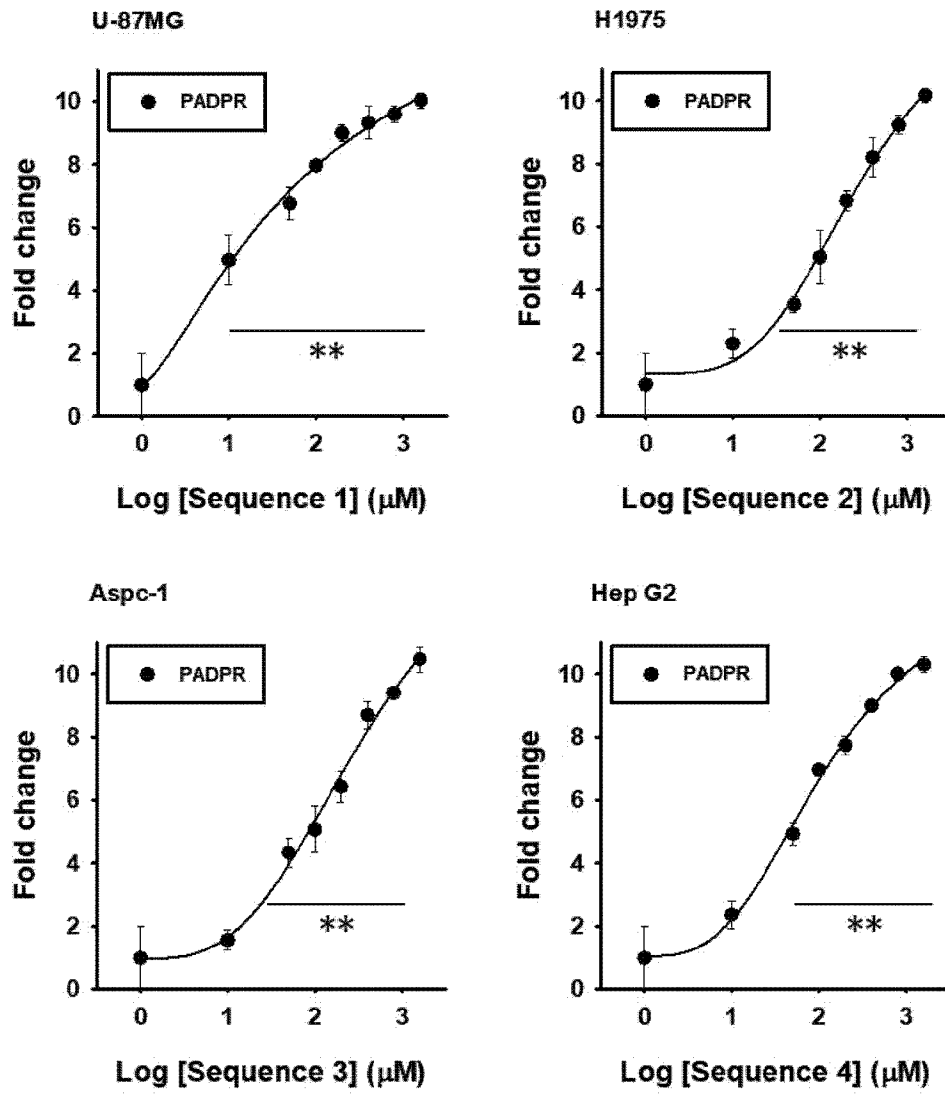 U-87MG
PADPR
10
8
6
4
2
0
Fold change
**
0 1 2 3
Log [Sequence 1] (µM)
H1975
PADPR
10
8
6
4
2
0
Fold change
**
0 1 2 3
Log [Sequence 2] (µM)
Aspc-1
PADPR
10
8
6
4
2
0
Fold change
**
0 1 2 3
Log [Sequence 3] (µM)
Hep G2
PADPR
10
8
6
4
2
0
Fold change
**
0 1 2 3
Log [Sequence 4] (µM)